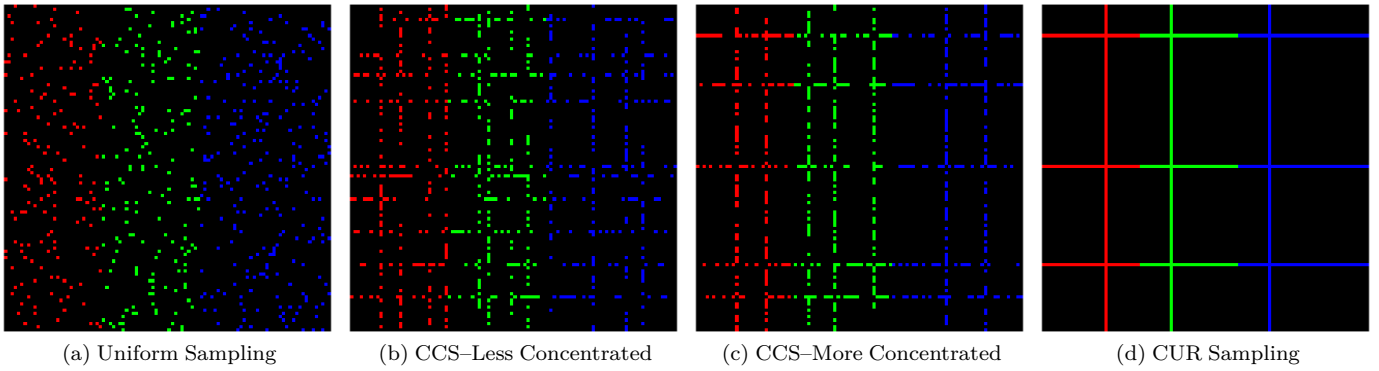 (a) Uniform Sampling
(b) CCS–Less Concentrated
(c) CCS–More Concentrated
(d) CUR Sampling